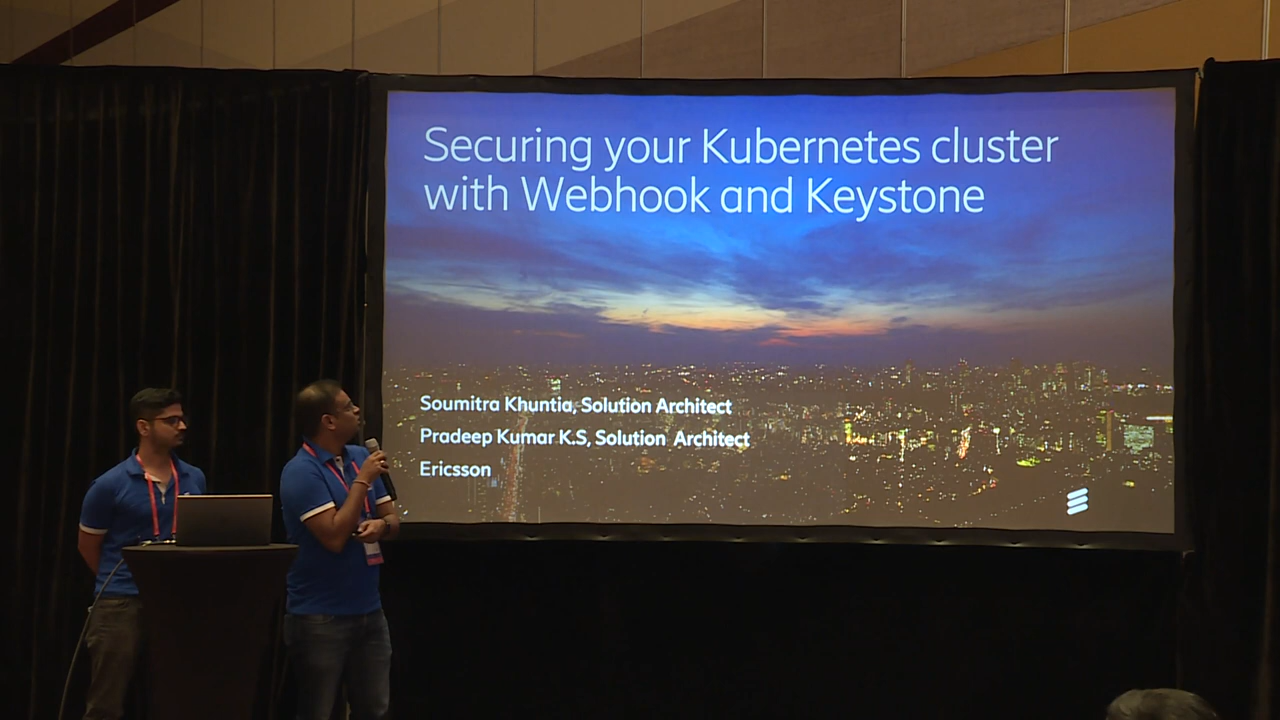 Securing your Kubernetes cluster
with Webhook and Keystone
Soumitra Khuntia, Solution Architect
Pradeep Kumar K.S, Solution Architect
Ericsson